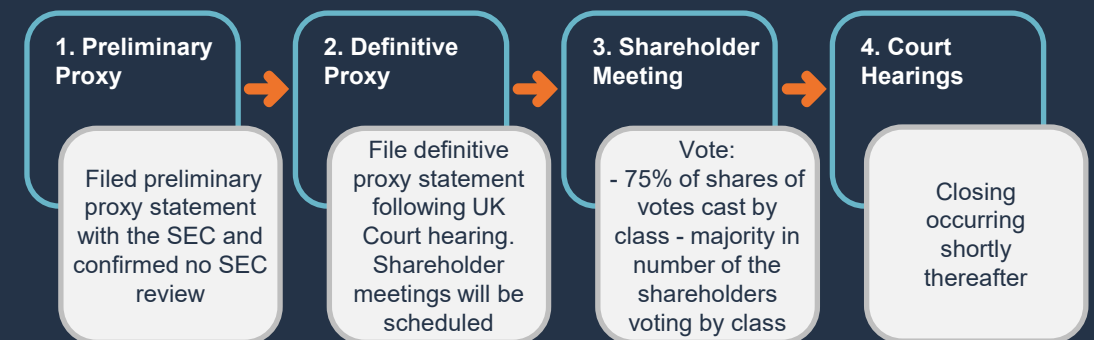 1. Preliminary
Proxy
Filed preliminary
proxy statement
with the SEC and
confirmed no SEC
review
2. Definitive
Proxy
File definitive
proxy statement
following UK
Court hearing.
Shareholder
meetings will be
scheduled
3. Shareholder
Meeting
Vote:
- 75% of shares of
votes cast by
class - majority in
number of the
shareholders
voting by class
4. Court
Hearings
Closing
occurring
shortly
thereafter